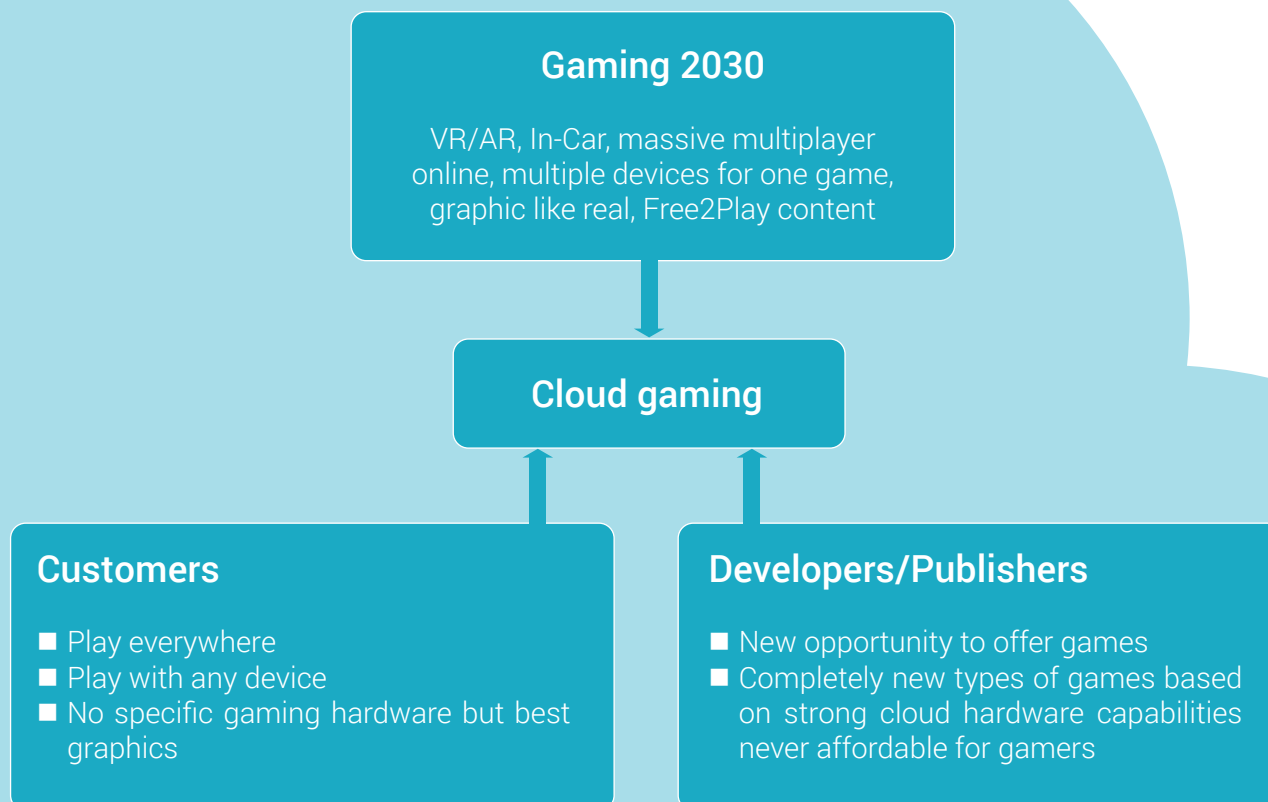 Gaming 2030
VR/AR, In-Car, massive multiplayer
online, multiple devices for one game,
graphic like real, Free2Play content
Cloud gaming
Customers
Play everywhere
Play with any device
No specific gaming hardware but best
graphics
Developers/Publishers
New opportunity to offer games
Completely new types of games based
on strong cloud hardware capabilities
never affordable for gamers